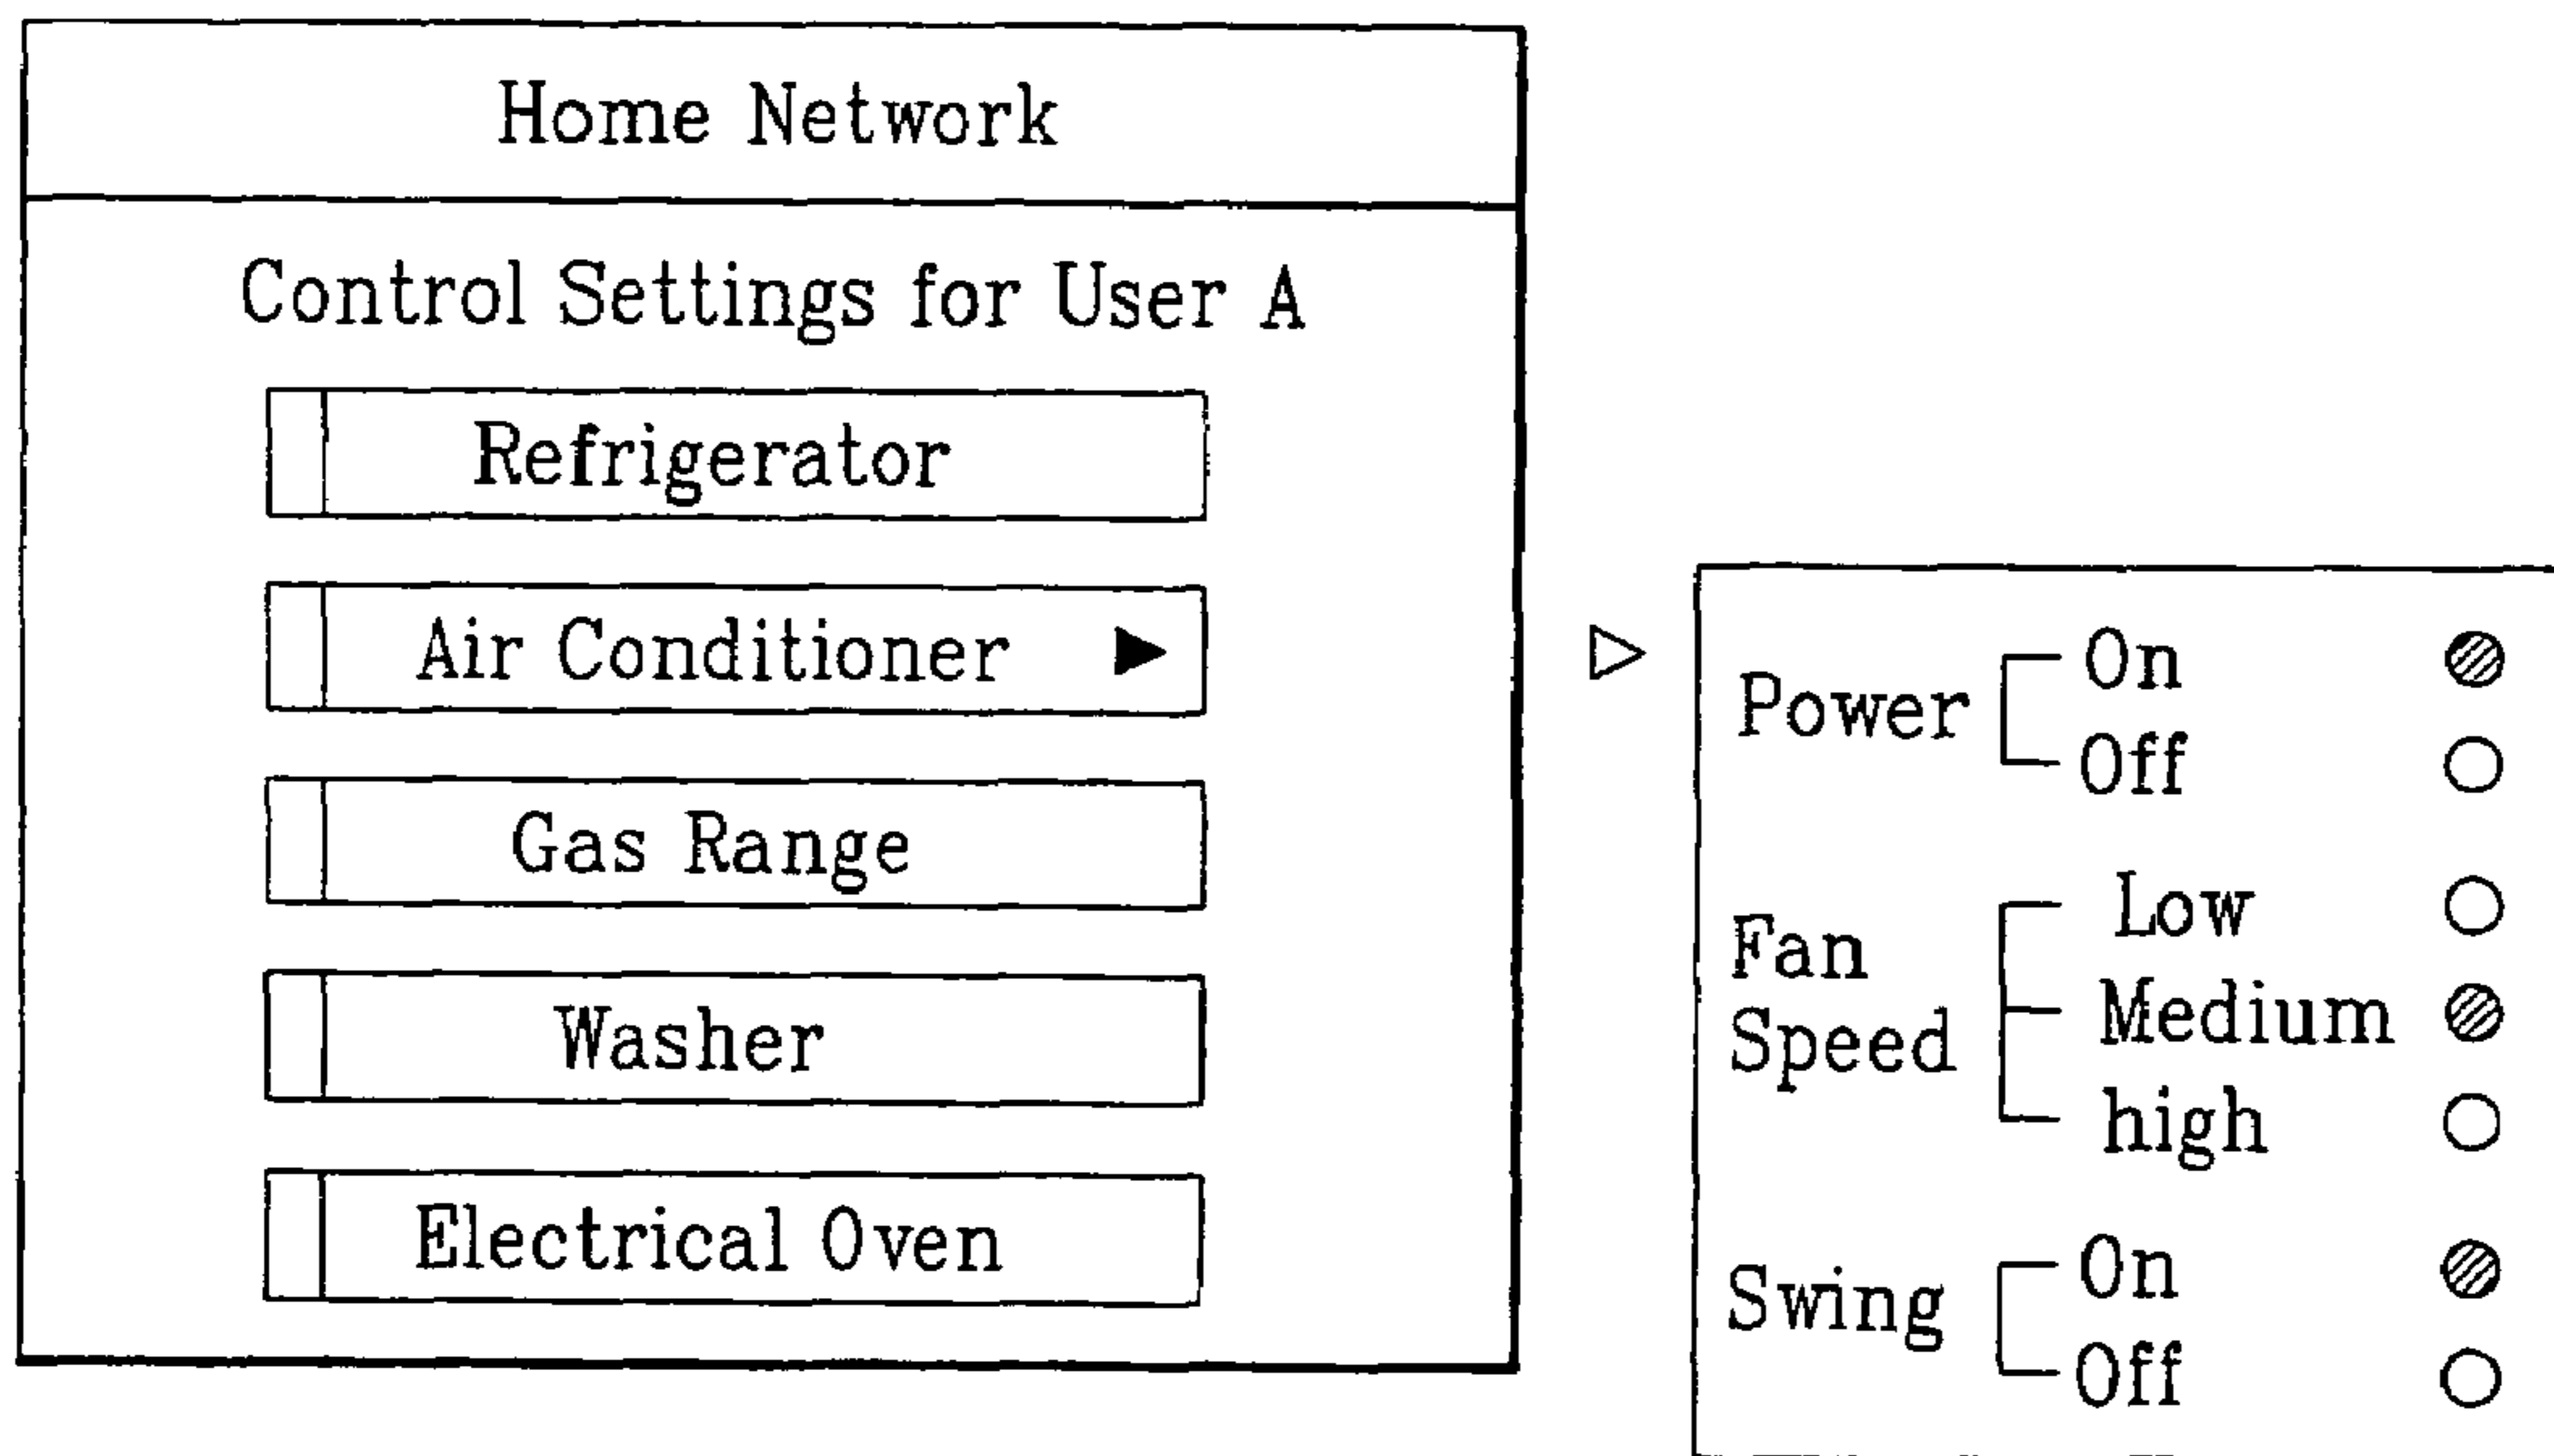 Home Network
Control Settings for User A
Refrigerator
Air Conditioner
Gas Range
Washer
Electrical Oven
Power
On
Off
Fan
Speed
Low
Medium
high
Swing
On
Off